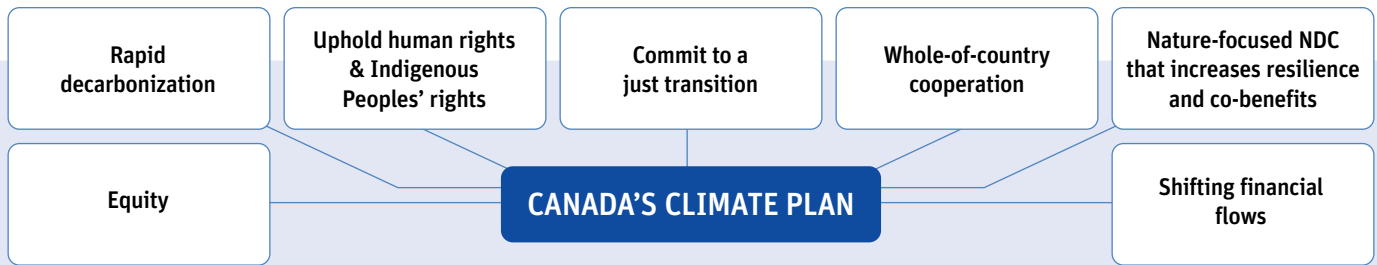 Rapid
decarbonization
Uphold human rights
& Indigenous
Peoples’ rights
Commit to a
just transition
Whole-of-country
cooperation
Nature-focused NDC
that increases resilience
and co-benefits
Equity
CANADA’S CLIMATE PLAN
Shifting financial
flows